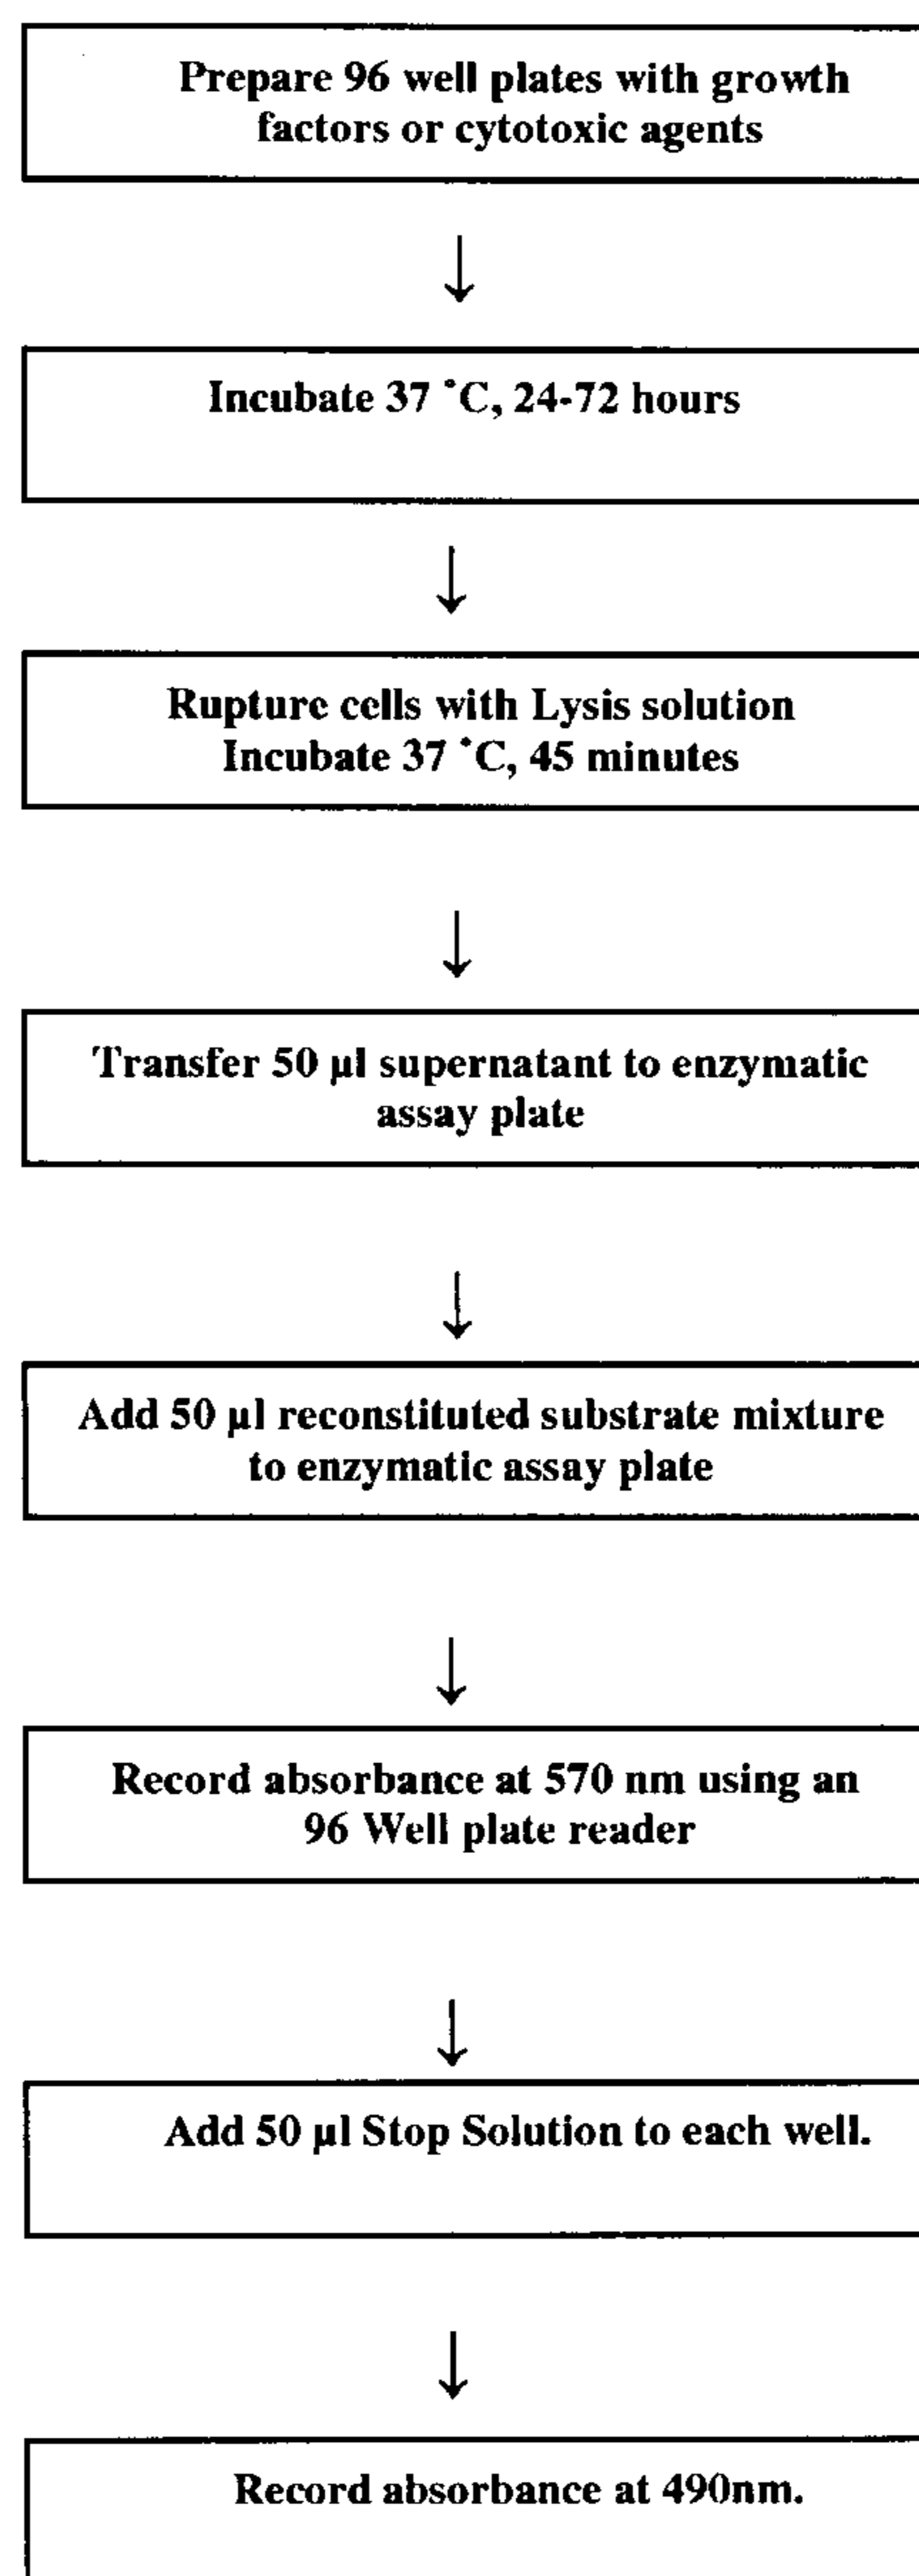 Prepare 96 well plates with growth
factors or cytotoxic agents
Incubate 37 °C, 24-72 hours
Rupture cells with Lysis solution
Incubate 37 °C, 45 minutes
Transfer 50 µl supernatant to enzymatic
assay plate
Add 50 µl reconstituted substrate mixture
to enzymatic assay plate
Record absorbance at 570 nm using an
96 Well plate reader
Add 50 µl Stop Solution to each well.
Record absorbance at 490nm.